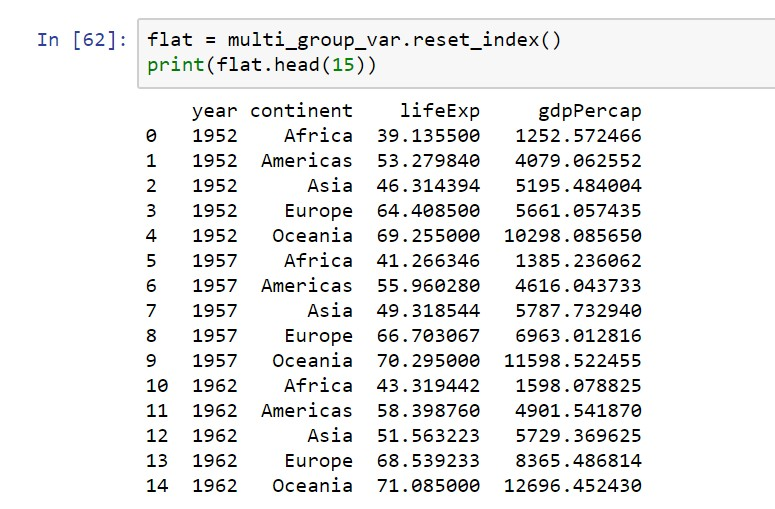 In [62]: flat = multi_group_var.reset_index()
print(flat.head(15))
year continent lifeExp gdpPercap
0 1952 Africa 39.135500 1252.572466
1 1952 Americas 53.279840 4079.062552
2 1952 Asia 46.314394 5195.484004
3 1952 Europe 64.408500 5661.057435
4 1952 Oceania 69.255000 10298.085650
5 1957 Africa 41.266346 1385.236062
6 1957 Americas 55.960280 4616.043733
7 1957 Asia 49.318544 5787.732940
8 1957 Europe 66.703067 6963.012816
9 1957 Oceania 70.295000 11598.522455
10 1962 Africa 43.319442 1598.078825
11 1962 Americas 58.398760 4901.541870
12 1962 Asia 51.563223 5729.369625
13 1962 Europe 68.539233 8365.486814
14 1962 Oceania 71.085000 12696.452430